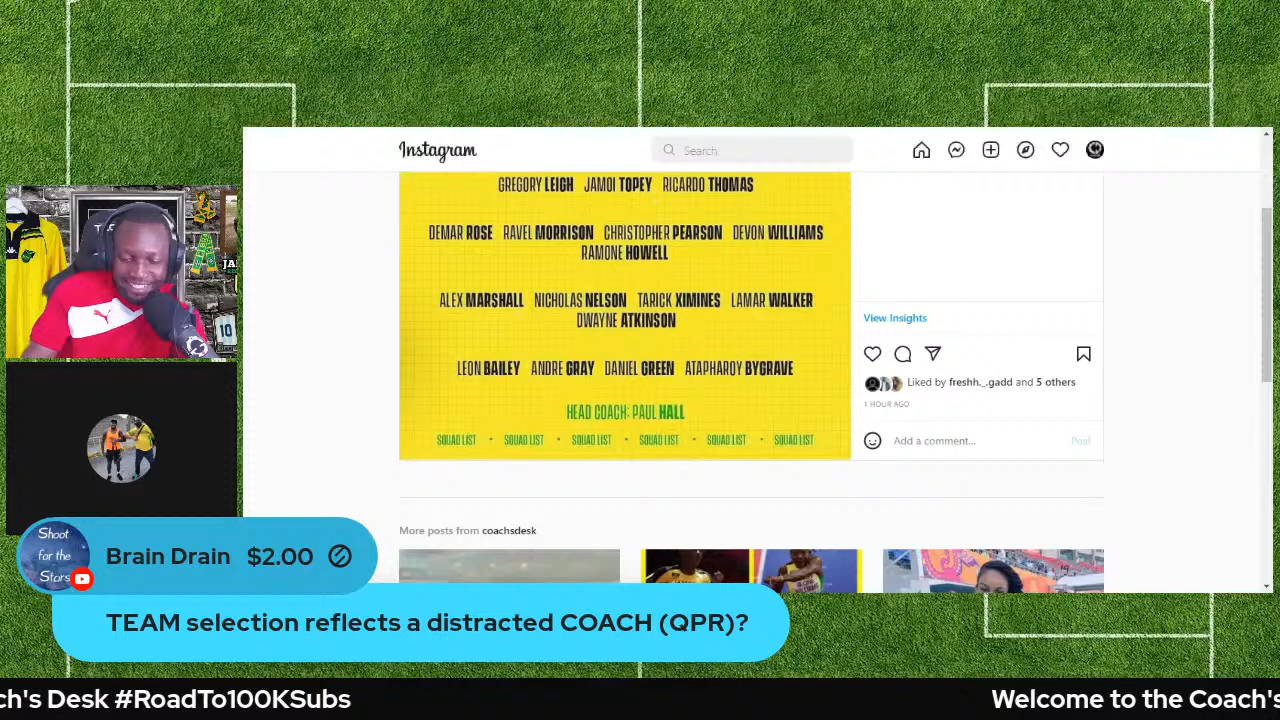 Instagram
Search
GREGORY LEIGH JAMOI TOPEY RICARDO THOMAS
DEMAR ROSE RAVEL MORRISON CHRISTOPHER PEARSON DEVON WILLIAMS
RAMONE HOWELL
ALEX MARSHALL NICHOLAS NELSON TARICK XIMINES LAMAR WALKER
DWAYNE ATKINSON
LEON BAILEY ANDRE GRAY DANIEL GREEN ATAPHAROY BYGRAVE
HEAD COACH: PAUL HALL
SQUAD LIST • SQUAD LIST • SQUAD LIST • SQUAD LIST • SQUAD LIST • SQUAD LIST
View Insights
Liked by freshh._.gadd and 5 others
1 HOUR AGO
Add a comment...
Post
More posts from coachsdesk
JA
10
Shoot
for the
Stars
Brain Drain $2.00
TEAM selection reflects a distracted COACH (QPR)?
ch's Desk #RoadTo100KSubs
Welcome to the Coach's